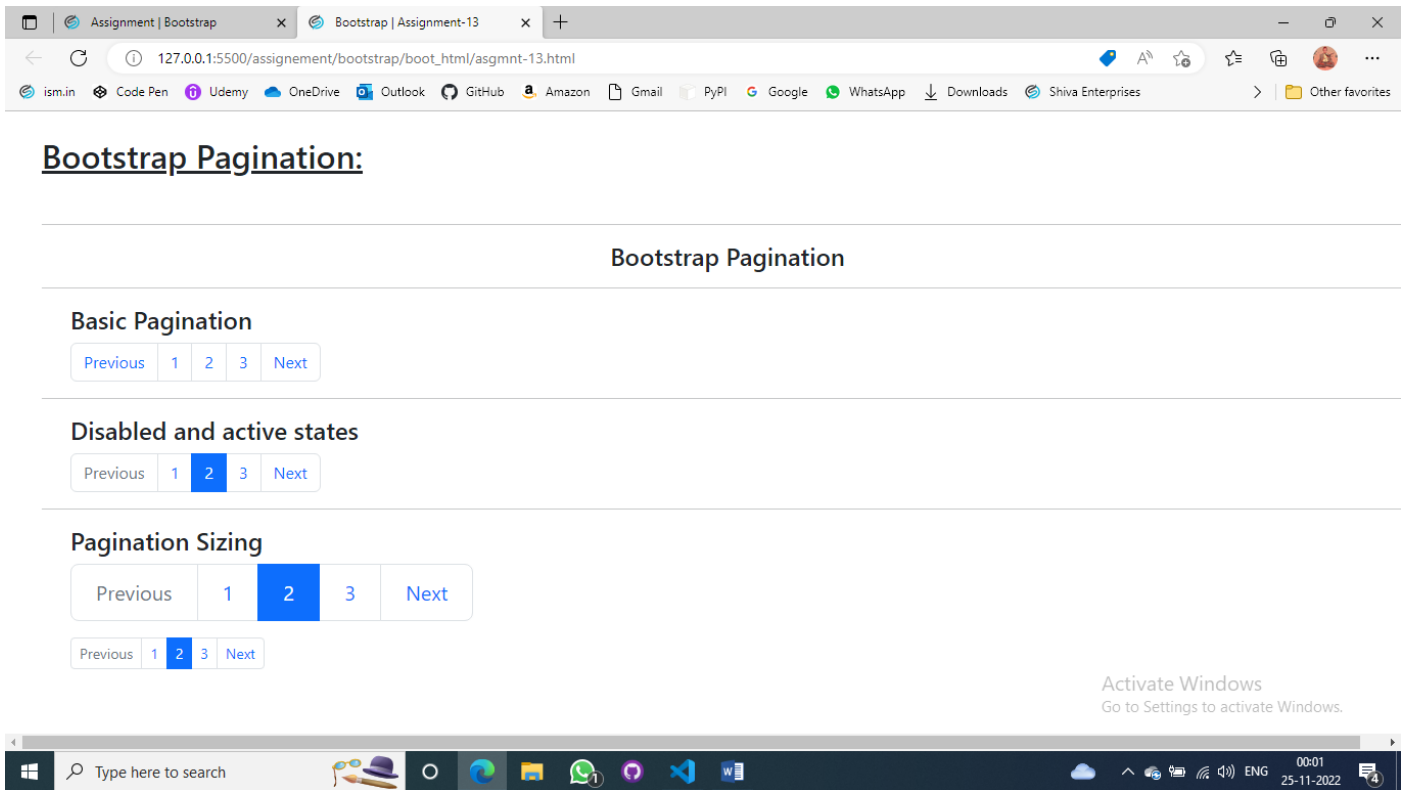 Assignment | Bootstrap Bootstrap | Assignment-13
127.0.0.1:5500/assignement/bootstrap/boot_html/asgmnt-13.html
ism.in Code Pen Udemy OneDrive Outlook GitHub Amazon Gmail PyPI Google WhatsApp Downloads Shiva Enterprises Other favorites
Bootstrap Pagination:
Bootstrap Pagination
Basic Pagination
Previous 1 2 3 Next
Disabled and active states
Previous 1 2 3 Next
Pagination Sizing
Previous 1 2 3 Next
Previous 1 2 3 Next
Activate Windows
Go to Settings to activate Windows.
Type here to search 1 ENG 00:01
25-11-2022 4